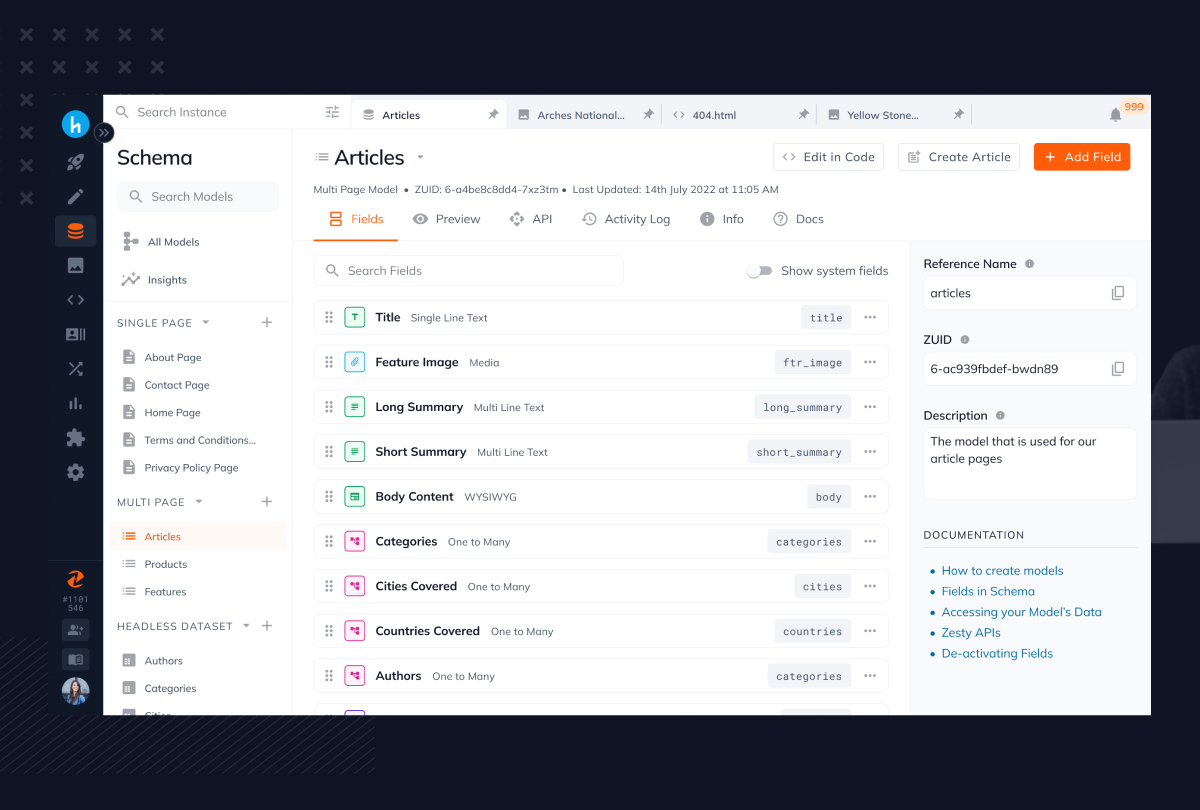 h
Search Instance
Articles
Arches National...
404.html
Yellow Stone...
999
Schema
Search Models
All Models
Insights
SINGLE PAGE
About Page
Contact Page
Home Page
Terms and Conditions...
Privacy Policy Page
MULTI PAGE
Articles
Products
Features
HEADLESS DATASET
Authors
Categories
Cities
#1101
546
Articles
Edit in Code
Create Article
+ Add Field
Multi Page Model • ZUID: 6-a4be8c8dd4-7xz3tm • Last Updated: 14th July 2022 at 11:05 AM
Fields
Preview
API
Activity Log
Info
Docs
Search Fields
Show system fields
T Title Single Line Text title
Feature Image Media ftr_image
Long Summary Multi Line Text long_summary
Short Summary Multi Line Text short_summary
Body Content WYSIWYG body
Categories One to Many categories
Cities Covered One to Many cities
Countries Covered One to Many countries
Authors One to Many categories
Reference Name
articles
ZUID
6-ac939fbdef-bwdn89
Description
The model that is used for our
article pages
DOCUMENTATION
• How to create models
• Fields in Schema
• Accessing your Model's Data
• Zesty APIs
• De-activating Fields